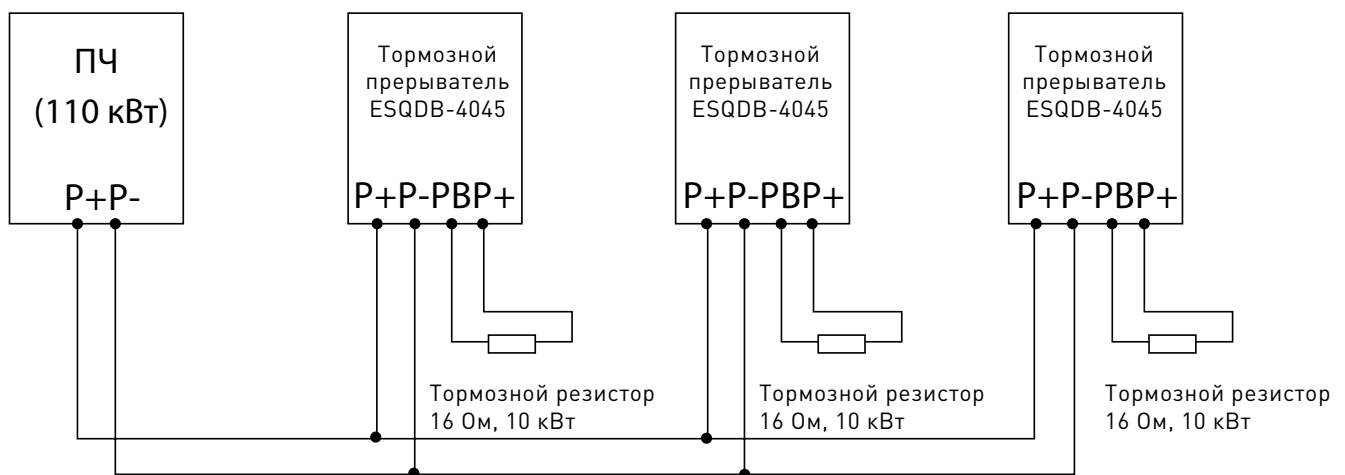 ПЧ
(110 кВт)
P+P-
Тормозной
прерыватель
ESQDB-4045
P+P-PBP+
Тормозной
прерыватель
ESQDB-4045
P+P-PBP+
Тормозной
прерыватель
ESQDB-4045
P+P-PBP+
Тормозной резистор
16 Ом, 10 кВт
Тормозной резистор
16 Ом, 10 кВт
Тормозной резистор
16 Ом, 10 кВт